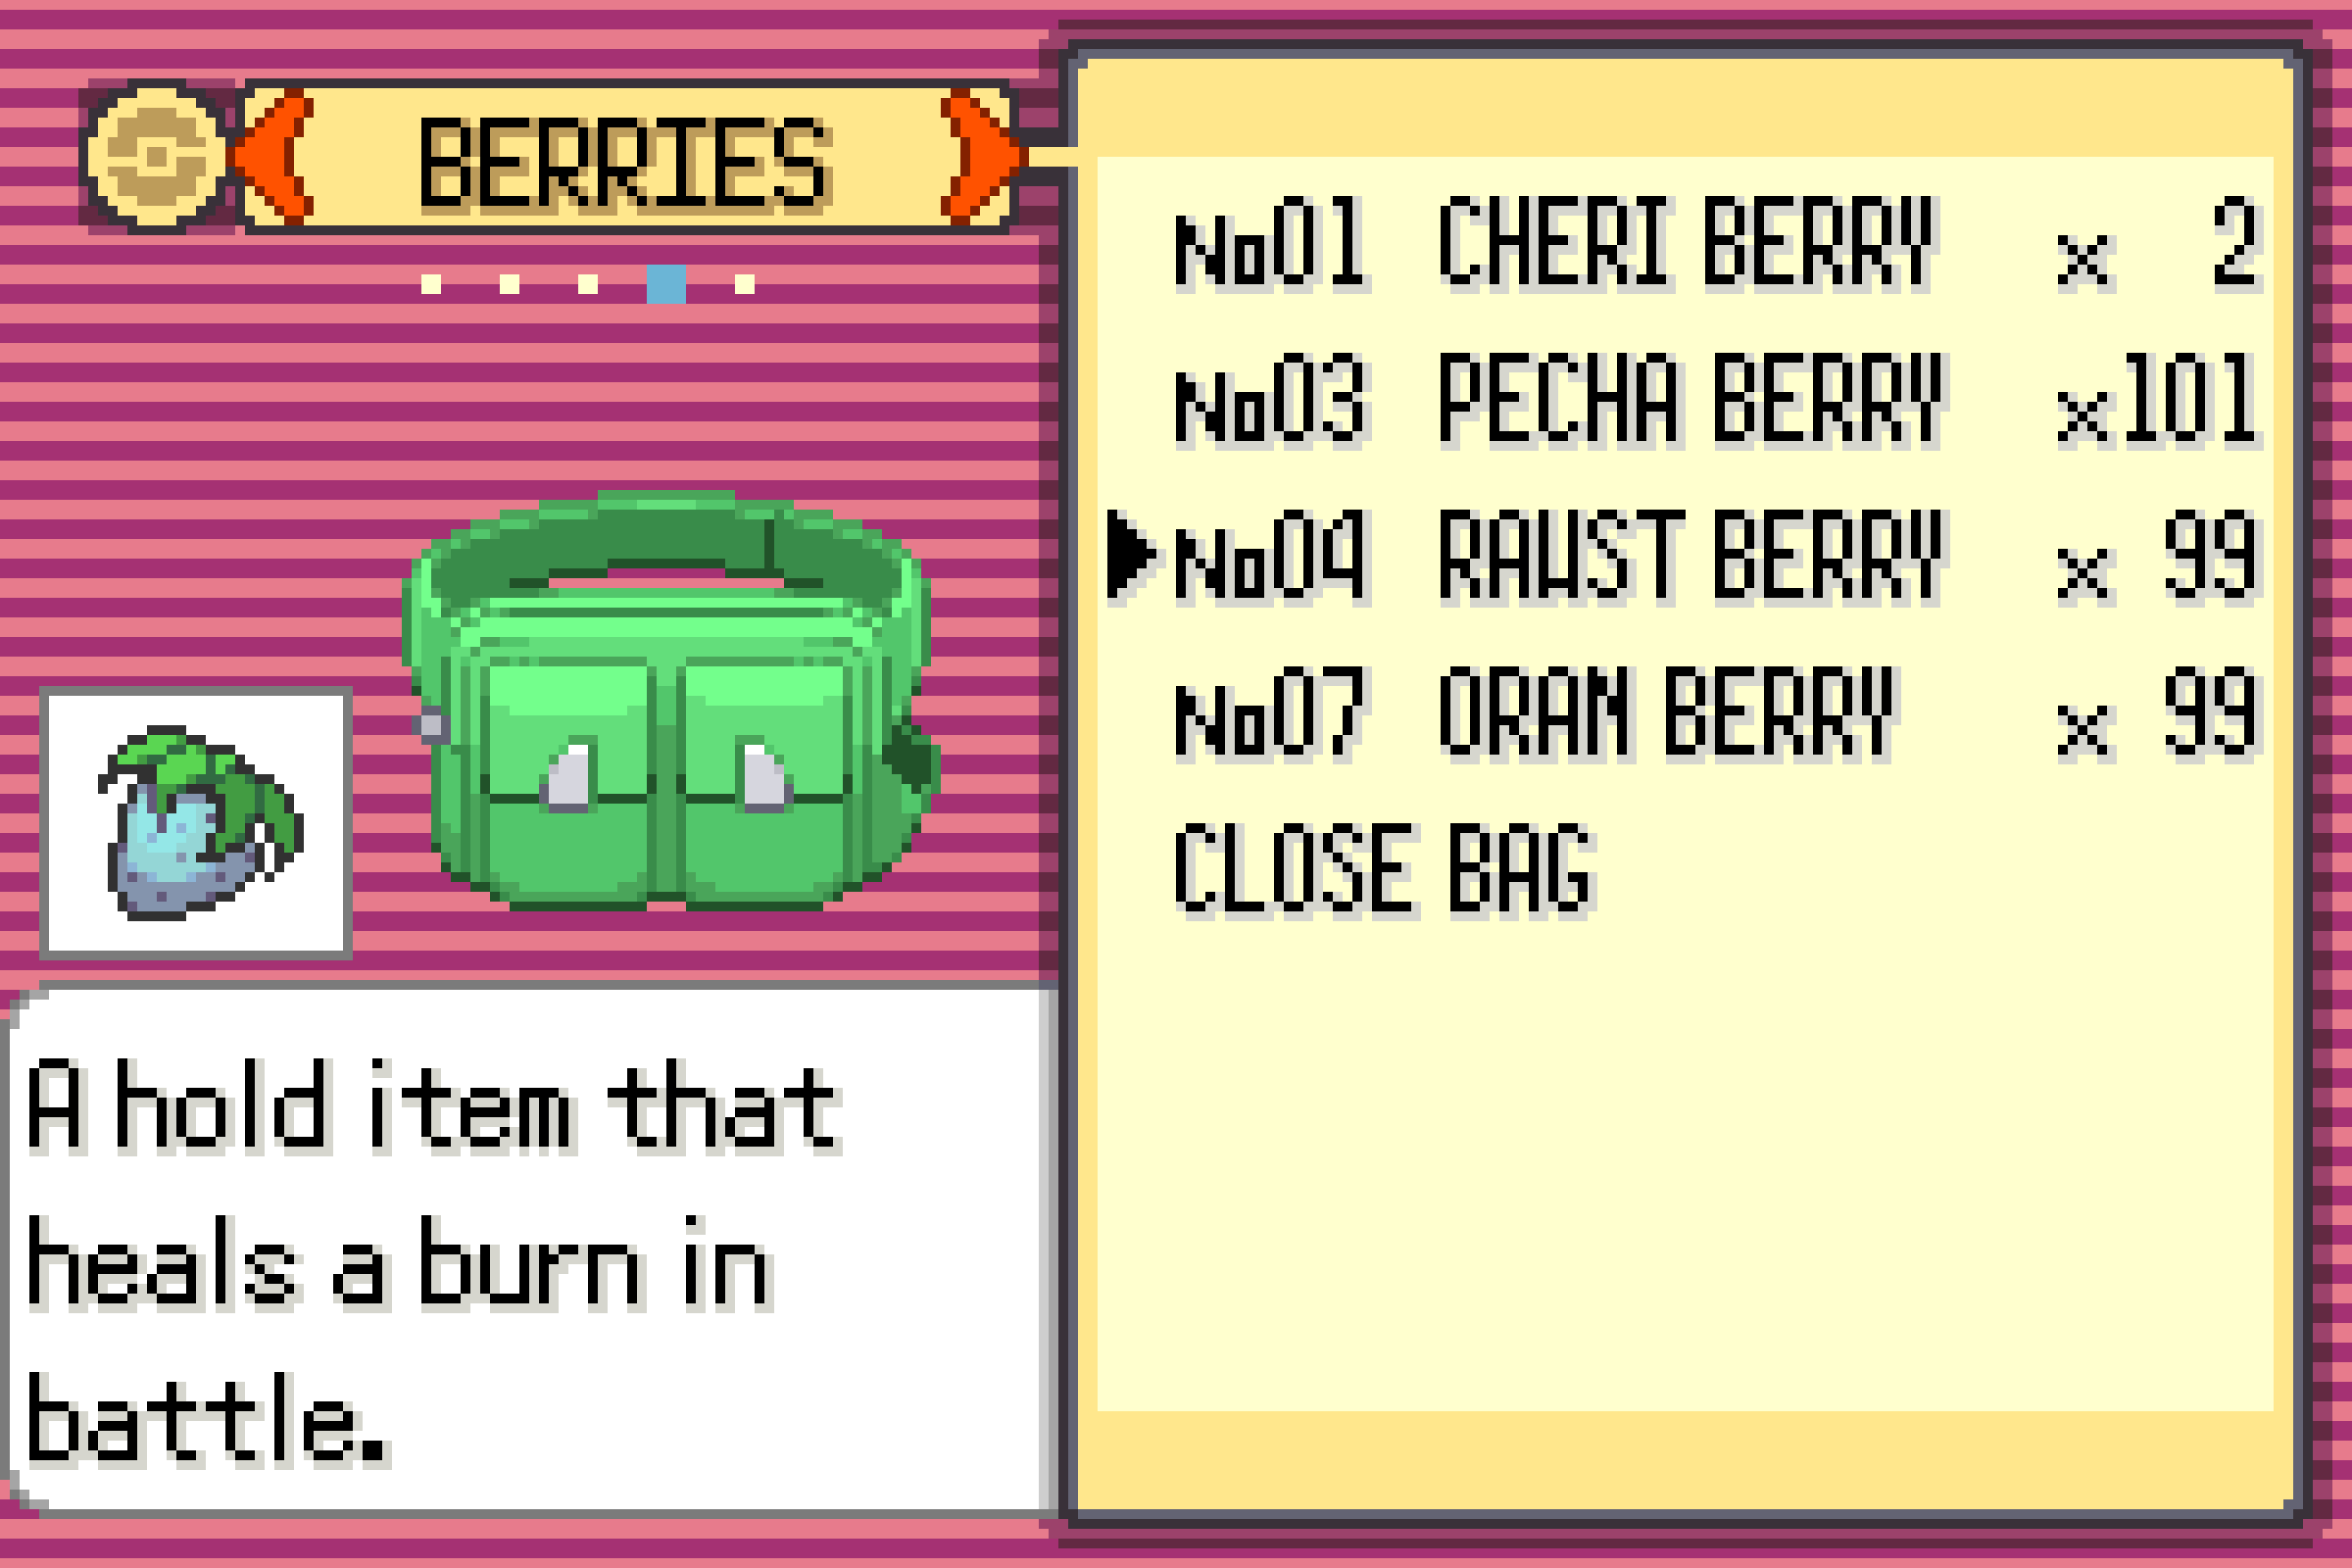 BERRIES
No01 CHERI BERRY x 2
No03 PECHA BERRY x101
No04 RAWST BERRY x 99
No07 ORAN BERRY x 99
CLOSE BAG
A hold item that
heals a burn in
battle.